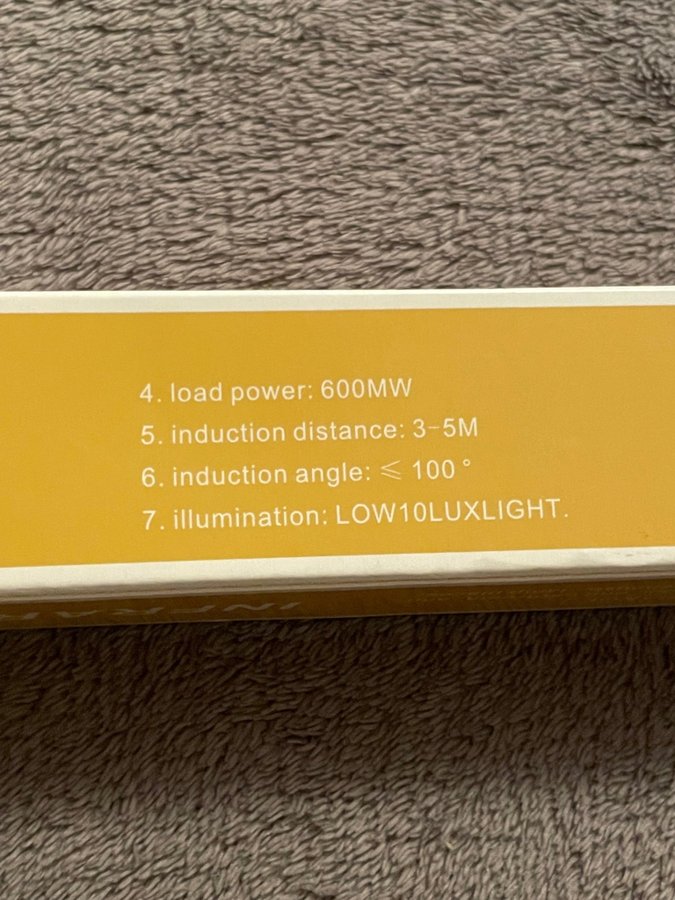 4. load power: 600MW
5. induction distance: 3-5M
6. induction angle: ≤ 100°
7. illumination: LOW10LUXLIGHT.